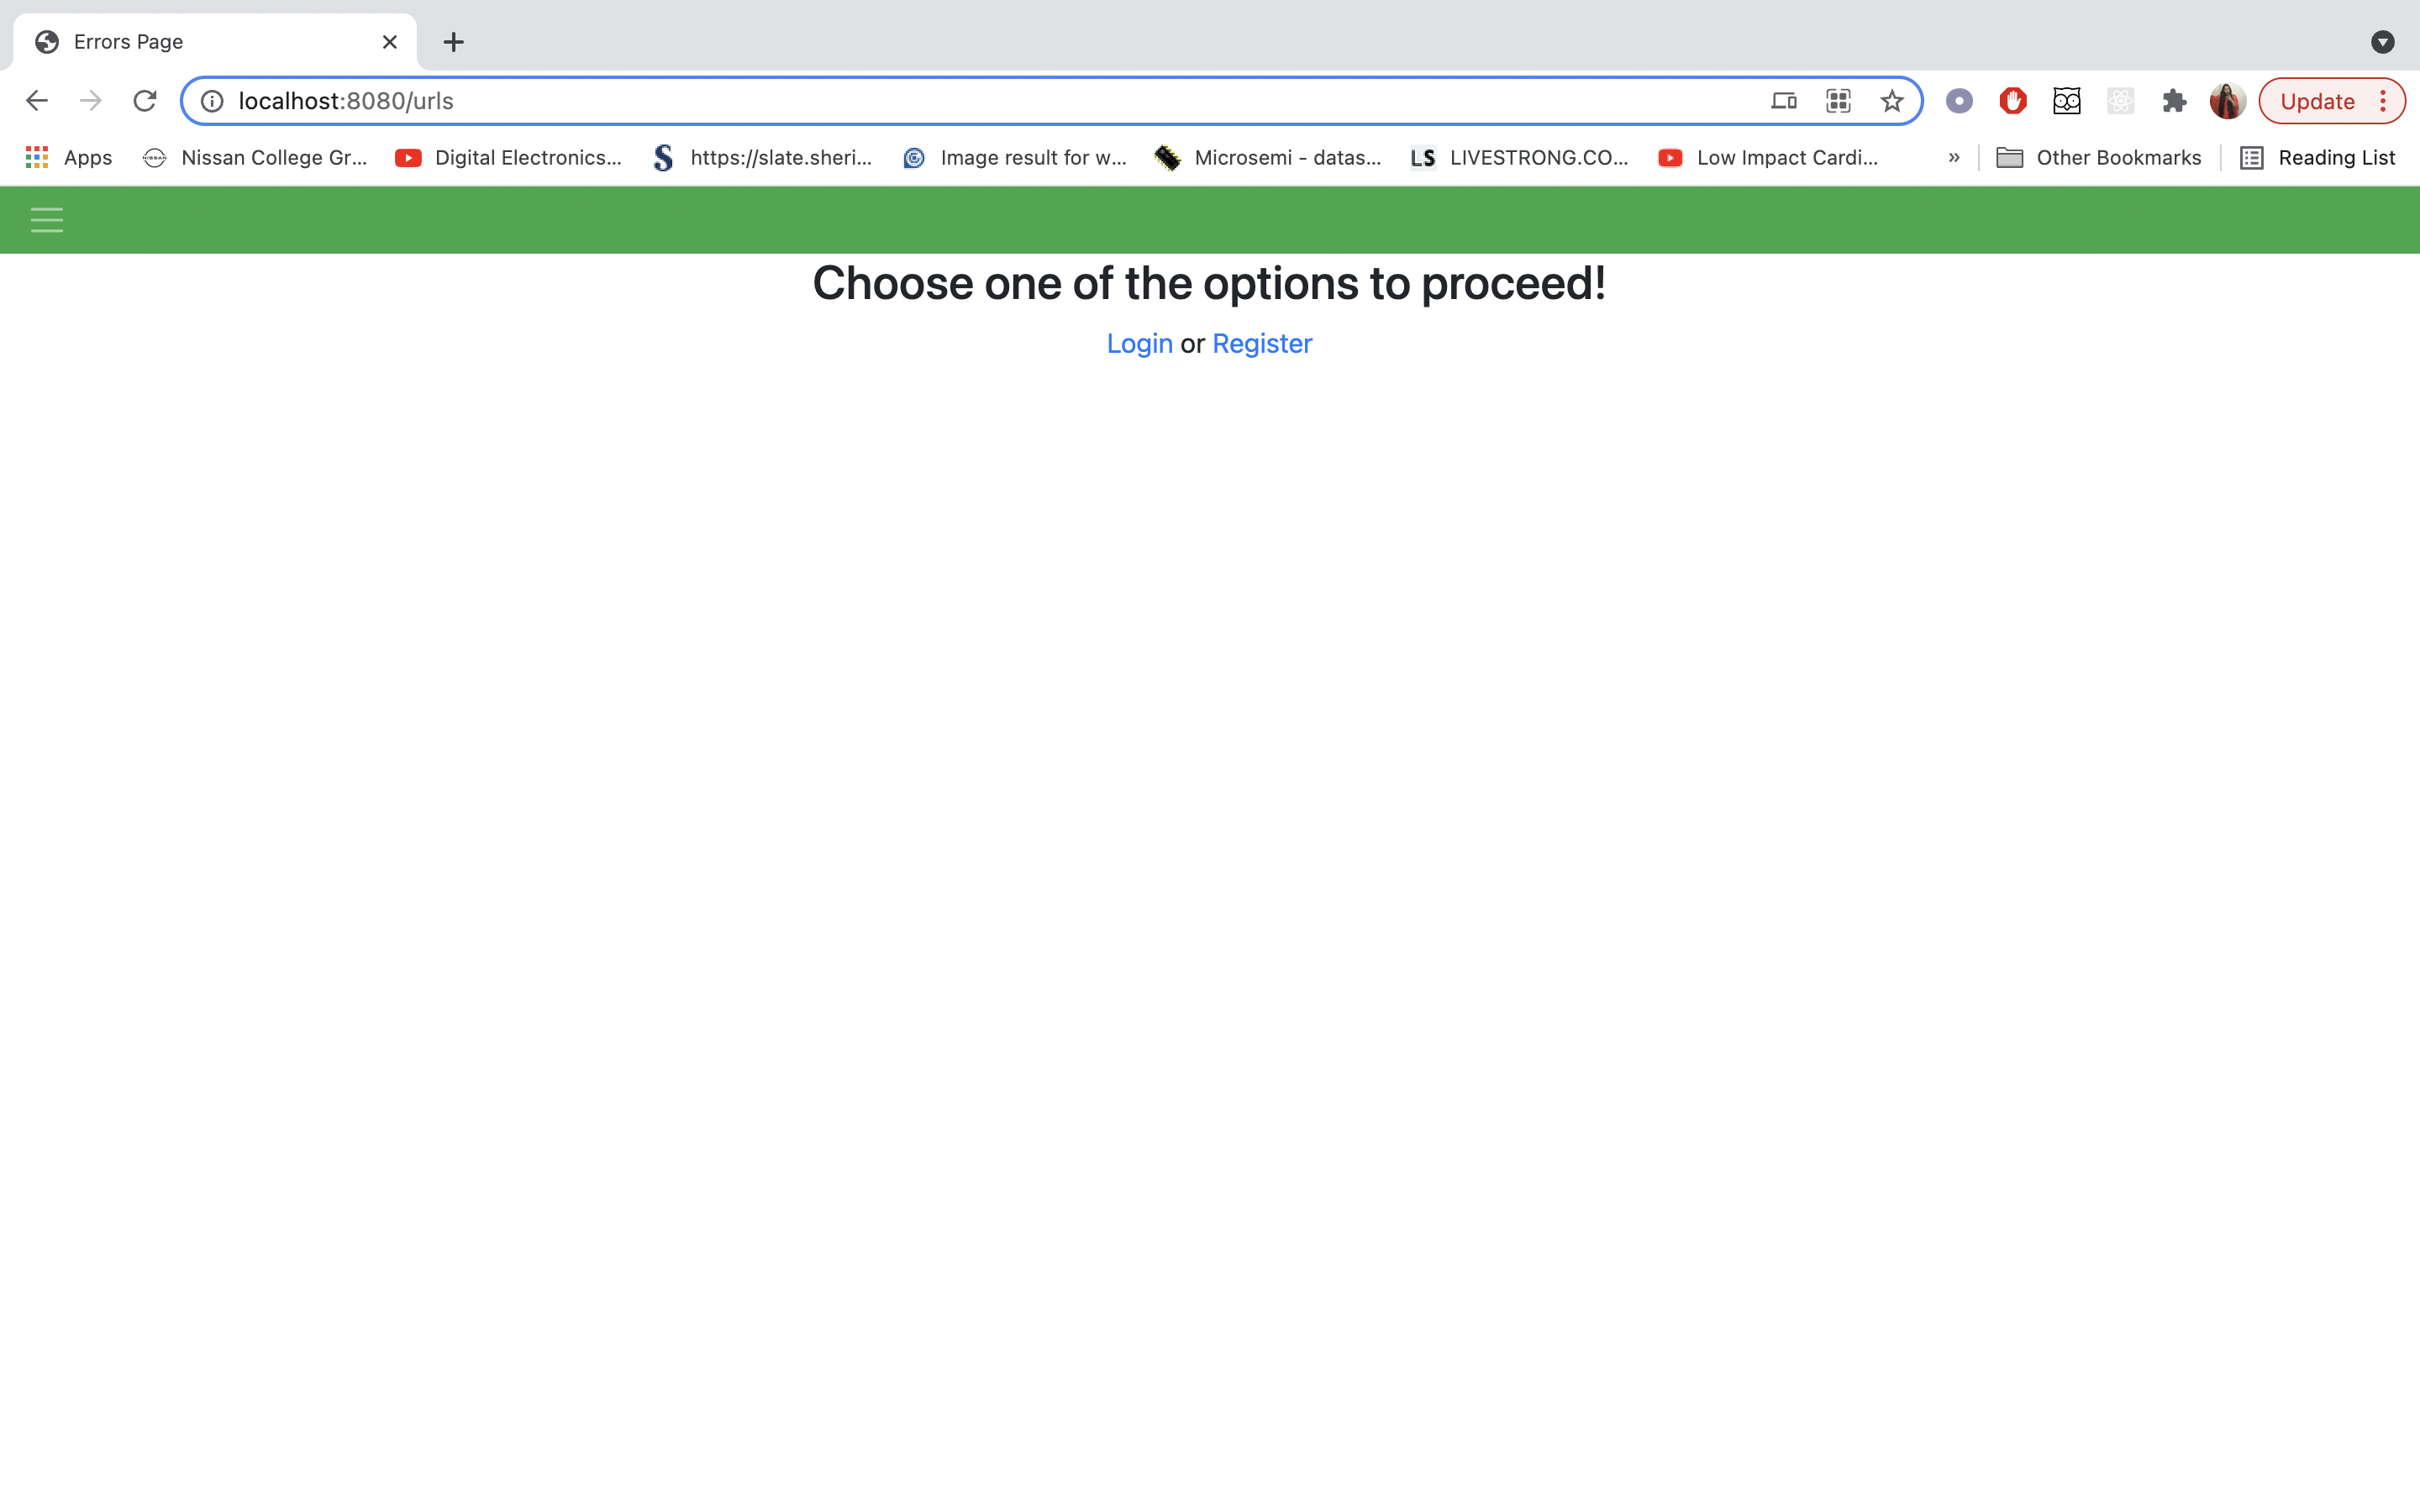 Errors Page
localhost:8080/urls
Update
Apps
NISSAN
Nissan College Gr...
Digital Electronics...
S
https://slate.sheri...
Image result for w...
Microsemi - datas...
LS
LIVESTRONG.CO...
Low Impact Cardi...
»
Other Bookmarks
Reading List
Choose one of the options to proceed!
Login or Register